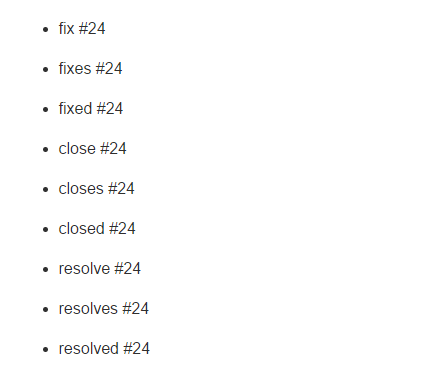 fix #24
fixes #24
fixed #24
close #24
closes #24
closed #24
resolve #24
resolves #24
resolved #24